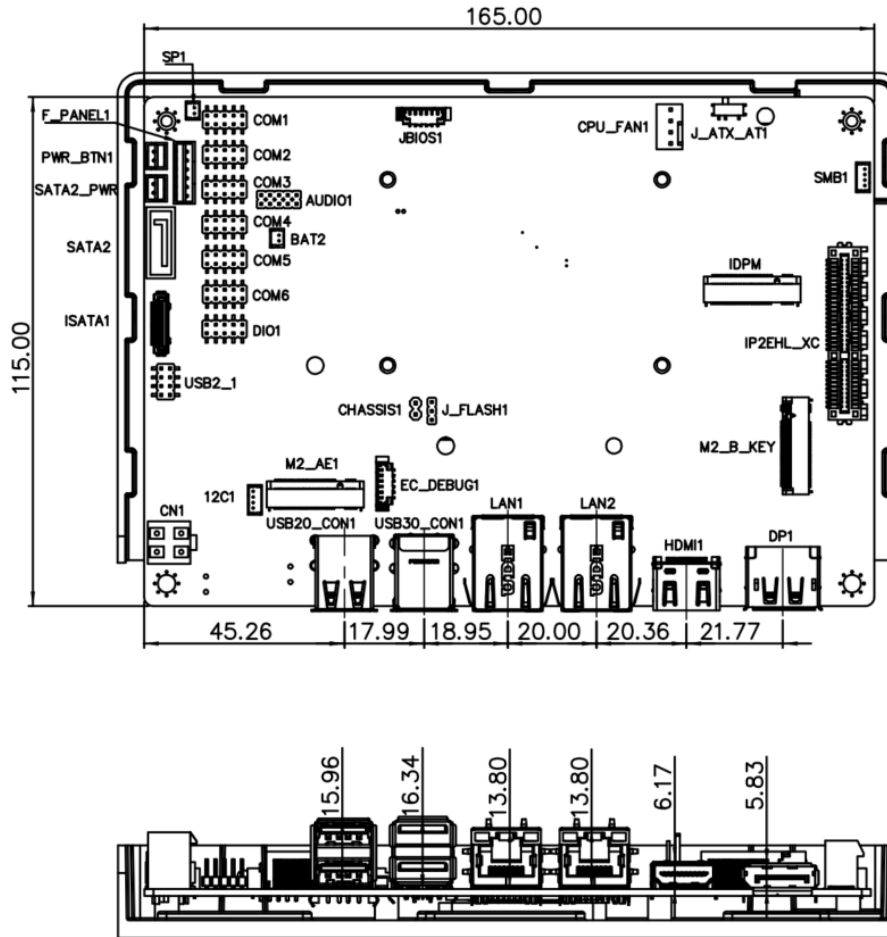 165.00
SP1
F_PANEL1
COM1
JBIOS1
CPU_FAN1
J_ATX_AT1
PWR_BTN1
COM2
SATA2_PWR
COM3
AUDIO1
SMB1
COM4
SATA2
BAT2
COM5
IDPM
ISATA1
COM6
115.00
DIO1
IP2EHL_XC
USB2_1
CHASSIS1
J_FLASH1
M2_B_KEY
M2_AE1
EC_DEBUG1
12C1
CN1
USB20_CON1
USB30_CON1
LAN1
LAN2
HDMI1
DP1
UDE
UDE
45.26
17.99
18.95
20.00
20.36
21.77
15.96
16.34
13.80
13.80
6.17
5.83